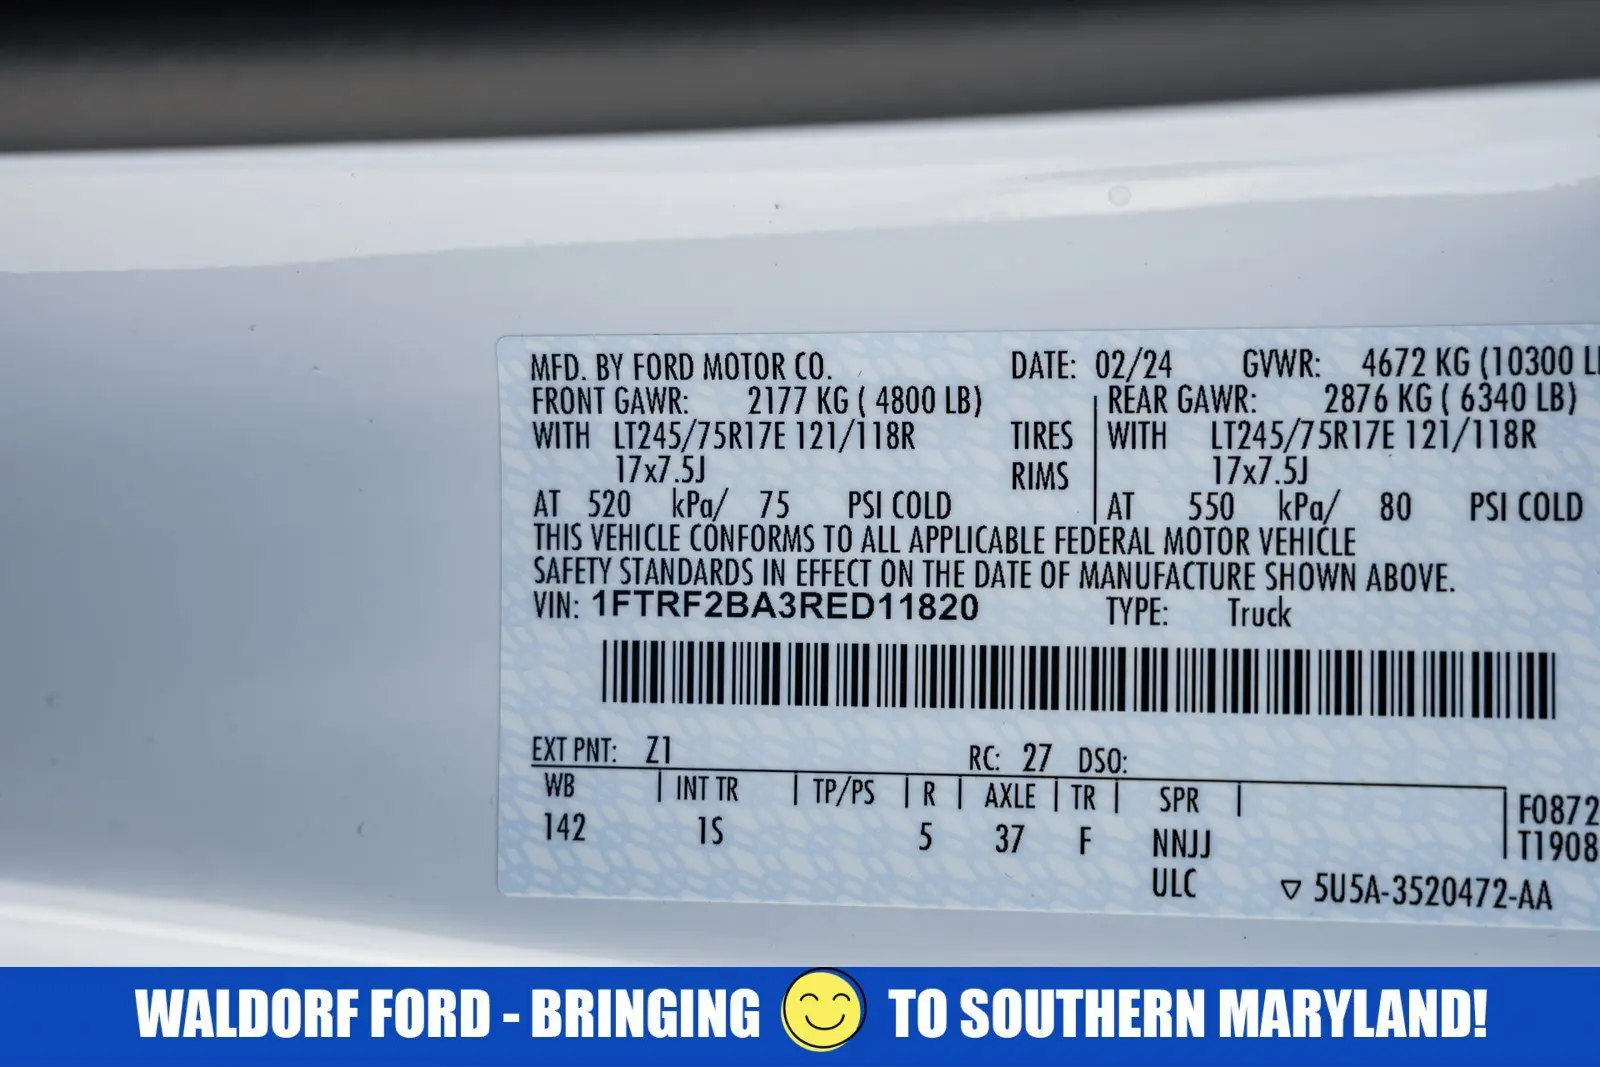 MFD. BY FORD MOTOR CO. DATE: 02/24 GVWR: 4672 KG (10300 L
FRONT GAWR: 2177 KG ( 4800 LB) REAR GAWR: 2876 KG ( 6340 LB)
WITH LT245/75R17E 121/118R TIRES WITH LT245/75R17E 121/118R
17x7.5J RIMS 17x7.5J
AT 520 kPa/ 75 PSI COLD AT 550 kPa/ 80 PSI COLD
THIS VEHICLE CONFORMS TO ALL APPLICABLE FEDERAL MOTOR VEHICLE
SAFETY STANDARDS IN EFFECT ON THE DATE OF MANUFACTURE SHOWN ABOVE.
VIN: 1FTRF2BA3RED11820 TYPE: Truck
EXT PNT: Z1 RC: 27 DSO:
WB | INT TR | TP/PS | R | AXLE | TR | SPR | F0872
142 1S 5 37 F NNJJ T1908
ULC ▽ 5U5A-3520472-AA
WALDORF FORD - BRINGING TO SOUTHERN MARYLAND!